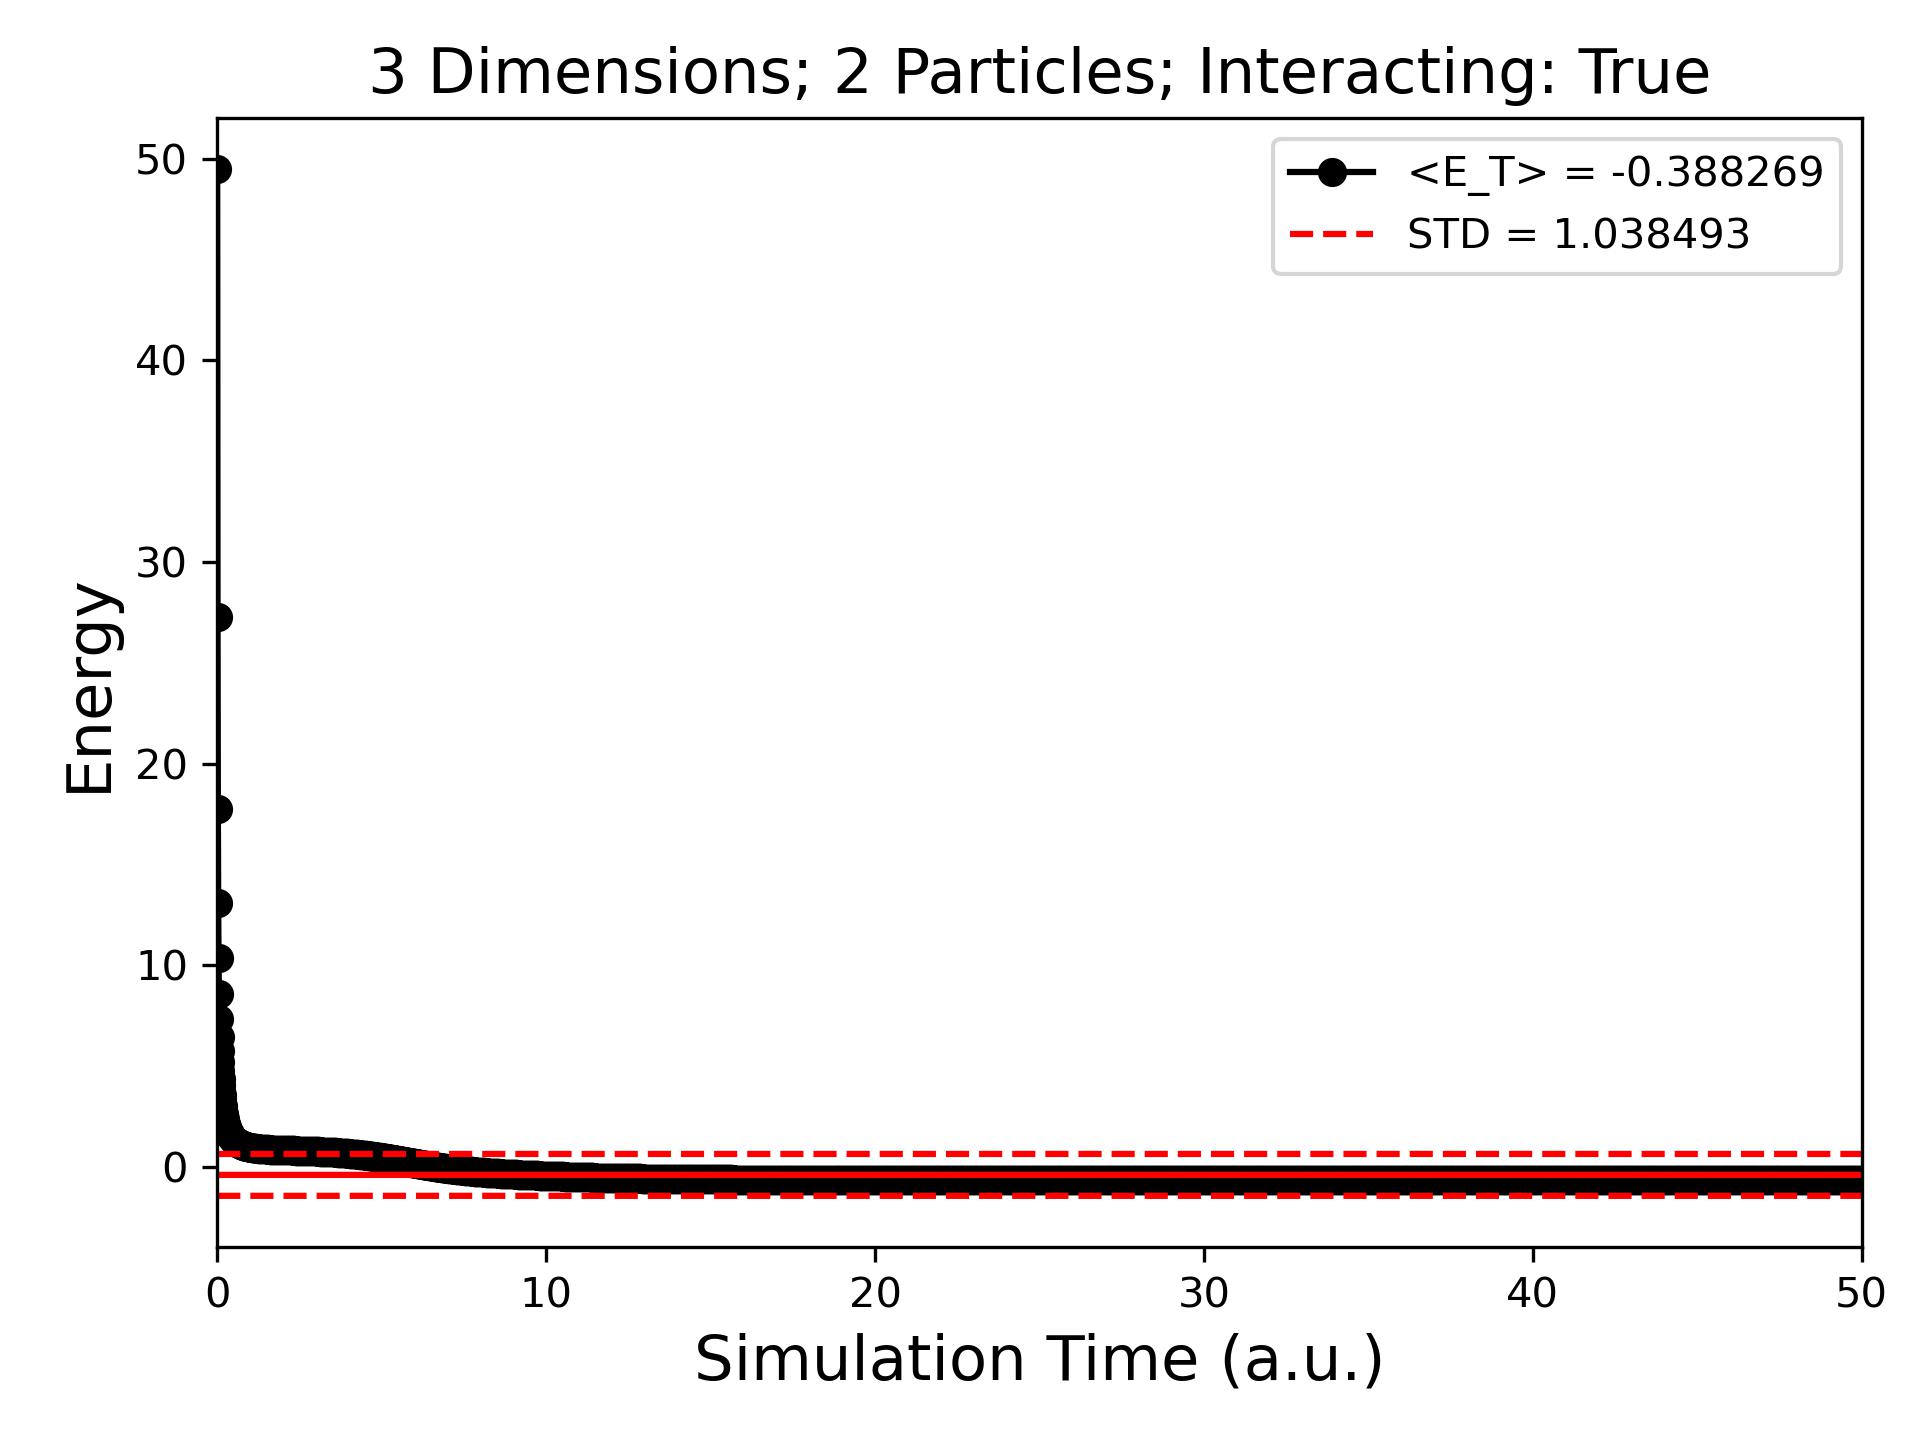 3 Dimensions; 2 Particles; Interacting: True
<E_T> = -0.388269
STD = 1.038493
50
40
30
20
10
0
Energy
0 10 20 30 40 50
Simulation Time (a.u.)